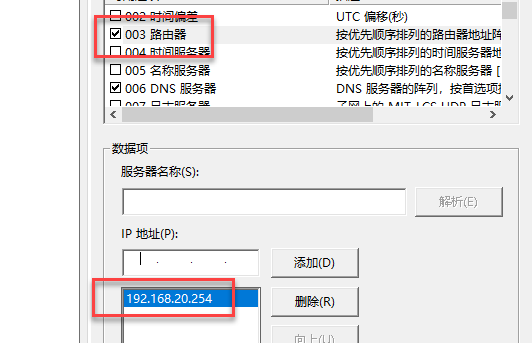 002 时间偏差 UTC 偏移(秒)
003 路由器 按优先顺序排列的路由器地址阵
004 时间服务器 按优先顺序排列的时间服务器地
005 名称服务器 按优先顺序排列的名称服务器 [
006 DNS 服务器 DNS 服务器的阵列，按首选项排
007 日志服务器 子网上的 MIT-LCS UDP 日志服
数据项
服务器名称(S):
解析(E)
IP 地址(P):
. . .
添加(D)
192.168.20.254
删除(R)
向上(U)